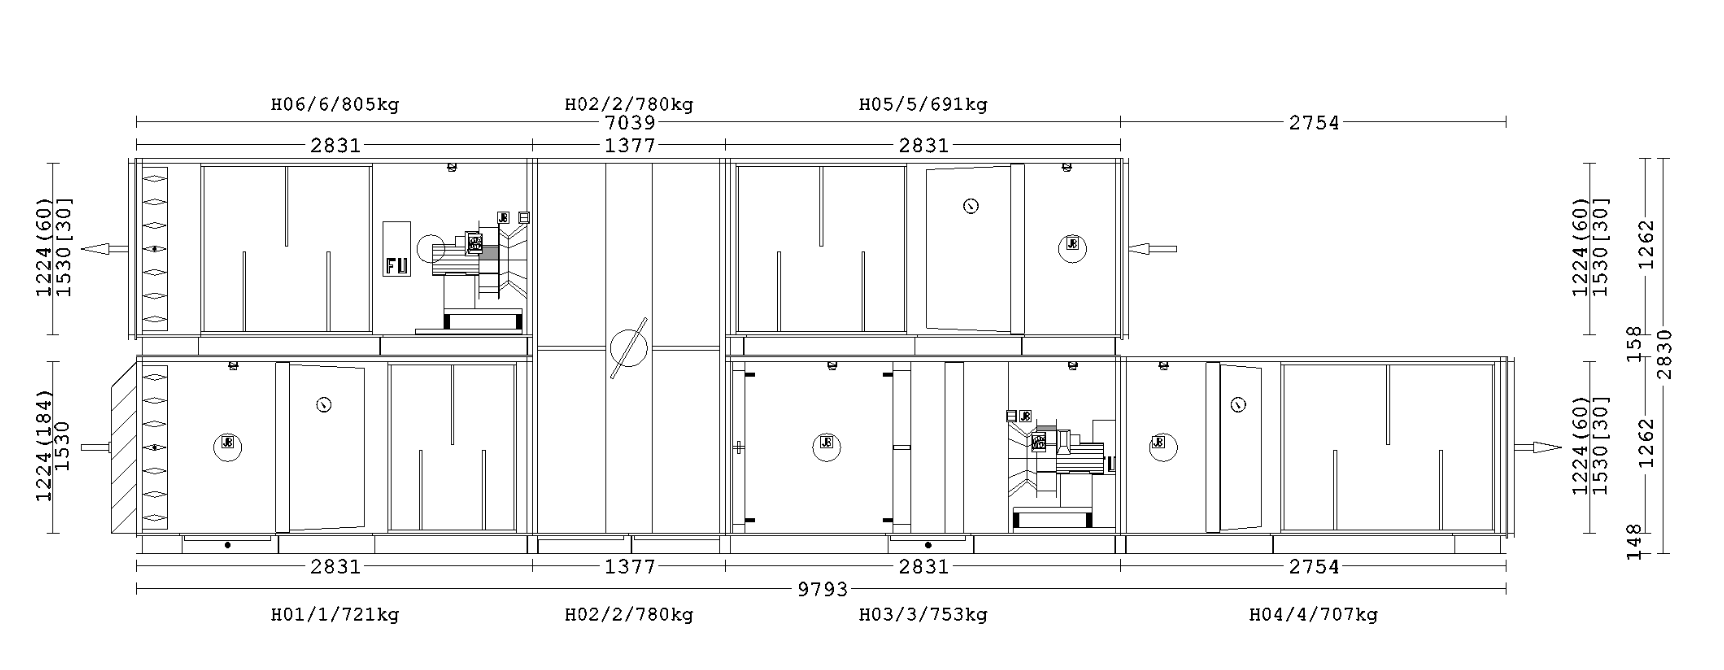 H06/6/805kg
H02/2/780kg
H05/5/691kg
7039
2754
2831
1377
2831
1224(60)
1530[30]
FU
1224(60)
1530[30]
1262
158
2830
1224(184)
1530
1224(60)
1530[30]
1262
148
2831
1377
2831
2754
9793
H01/1/721kg
H02/2/780kg
H03/3/753kg
H04/4/707kg